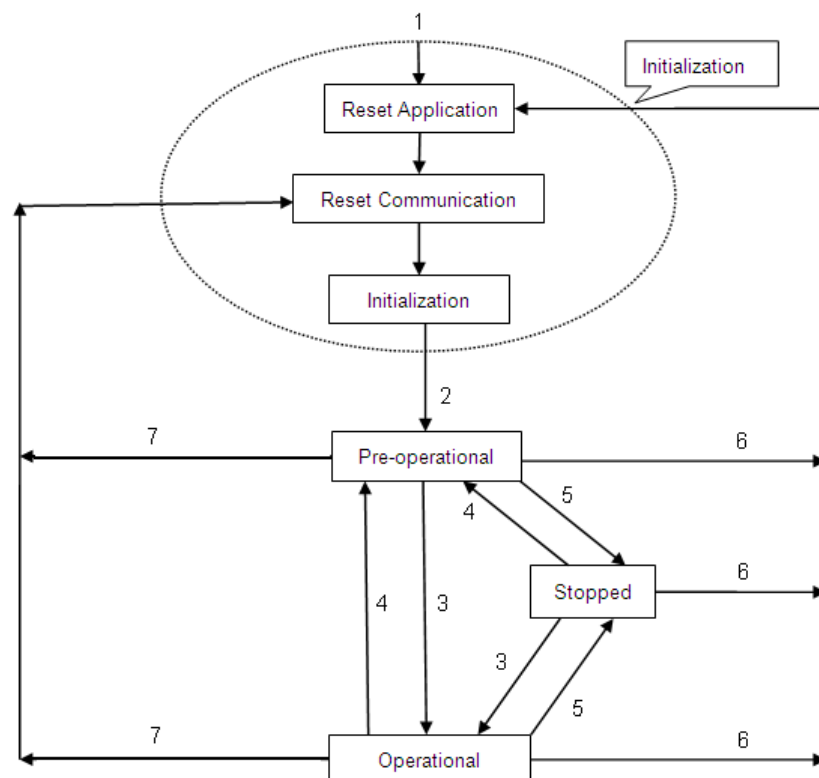 1
Initialization
Reset Application
Reset Communication
Initialization
2
7
Pre-operational
6
4
5
4
3
Stopped
6
3
5
7
Operational
6